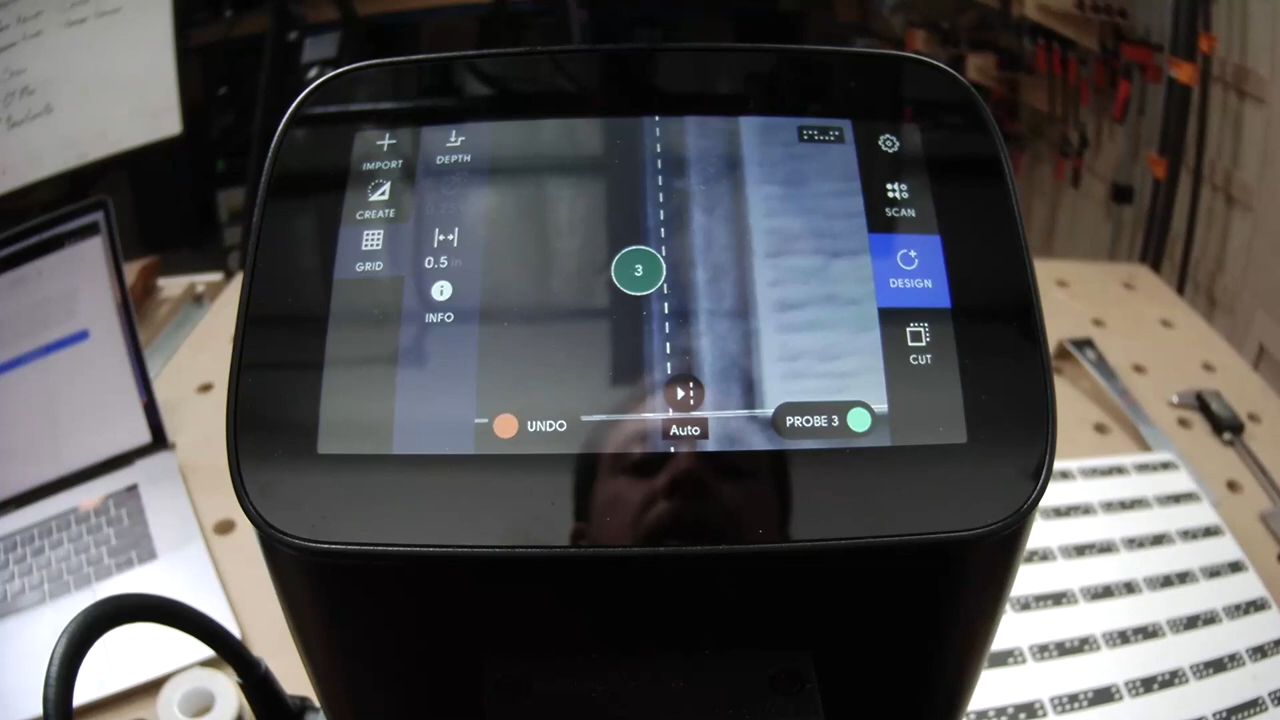 IMPORT
DEPTH
CREATE
GRID
0.5 in
INFO
3
UNDO
Auto
PROBE 3
SCAN
DESIGN
CUT